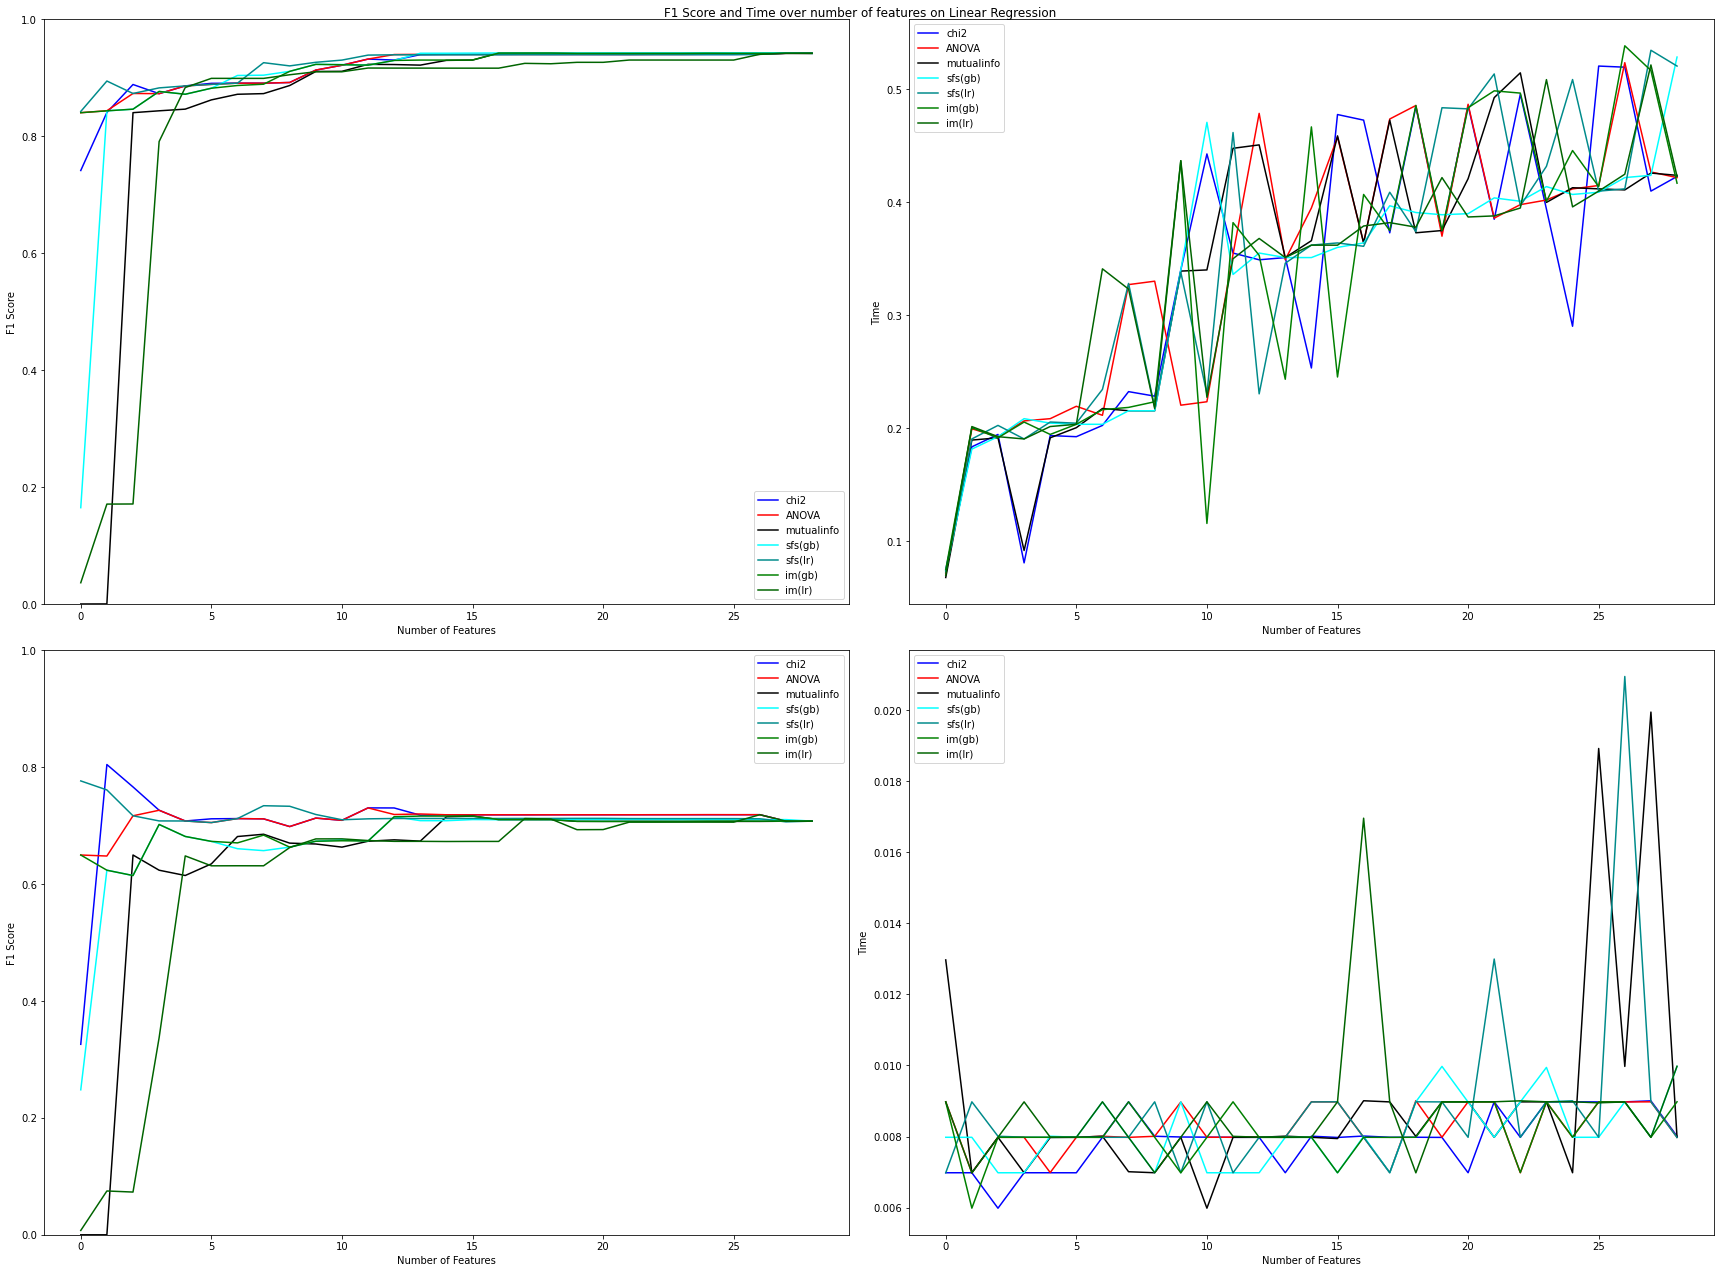 F1 Score and Time over number of features on Linear Regression
1.0
0.8
0.6
0.4
0.2
0.0
F1 Score
0
5
10
15
20
25
Number of Features
chi2
ANOVA
mutualinfo
sfs(gb)
sfs(lr)
im(gb)
im(lr)
0.5
0.4
0.3
0.2
0.1
Time
0
5
10
15
20
25
Number of Features
chi2
ANOVA
mutualinfo
sfs(gb)
sfs(lr)
im(gb)
im(lr)
1.0
0.8
0.6
0.4
0.2
0.0
F1 Score
0
5
10
15
20
25
Number of Features
chi2
ANOVA
mutualinfo
sfs(gb)
sfs(lr)
im(gb)
im(lr)
0.020
0.018
0.016
0.014
0.012
0.010
0.008
0.006
Time
0
5
10
15
20
25
Number of Features
chi2
ANOVA
mutualinfo
sfs(gb)
sfs(lr)
im(gb)
im(lr)